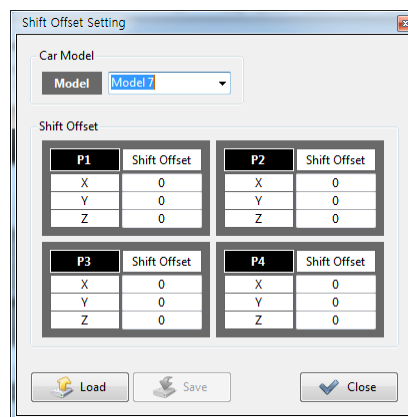 Shift Offset Setting
Car Model
Model Model 7
Shift Offset
P1 Shift Offset P2 Shift Offset
X 0 X 0
Y 0 Y 0
Z 0 Z 0
P3 Shift Offset P4 Shift Offset
X 0 X 0
Y 0 Y 0
Z 0 Z 0
Load Save Close